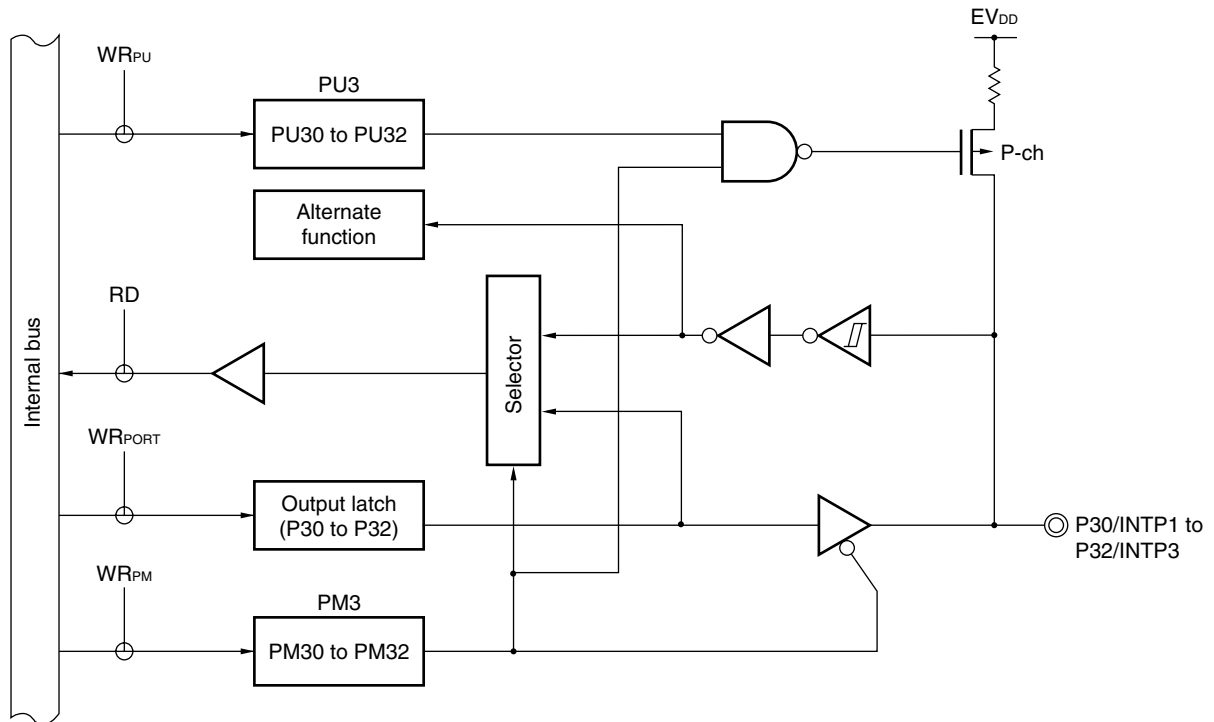 EVDD
WRPU
PU3
PU30 to PU32
P-ch
Alternate
function
RD
Selector
Internal bus
WRPORT
Output latch
(P30 to P32)
P30/INTP1 to
P32/INTP3
WRPM
PM3
PM30 to PM32